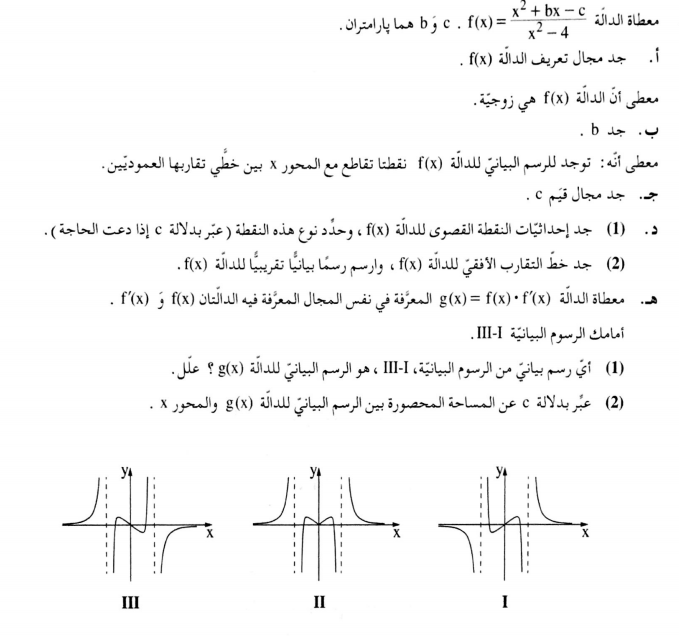 معطاة الدالّة f(x) = \frac{x² + bx − c}{x² − 4} . c وَ b هما پارامتران .
أ. جد مجال تعريف الدالّة f(x) .
معطى أنّ الدالّة f(x) هي زوجيّة .
ب. جد b .
معطى أنّه : توجد للرسم البيانيّ للدالّة f(x) نقطتا تقاطع مع المحور x بين خطَّي تقاربها العموديّين .
جـ. جد مجال قيَم c .
د. (1) جد إحداثيّات النقطة القصوى للدالّة f(x) ، وحدِّد نوع هذه النقطة (عبّر بدلالة c إذا دعت الحاجة) .
(2) جد خطّ التقارب الأفقيّ للدالّة f(x) ، وارسم رسمًا بيانيًّا تقريبيًّا للدالّة f(x) .
هـ. معطاة الدالّة g(x) = f(x) • f′(x) المعرَّفة في نفس المجال المعرَّفة فيه الدالّتان f(x) وَ f′(x) .
أمامك الرسوم البيانيّة I-III .
(1) أيّ رسم بيانيّ من الرسوم البيانيّة، I-III ، هو الرسم البيانيّ للدالّة g(x) ؟ علّل .
(2) عبّر بدلالة c عن المساحة المحصورة بين الرسم البيانيّ للدالّة g(x) والمحور x .
y y y
x x x
III II I